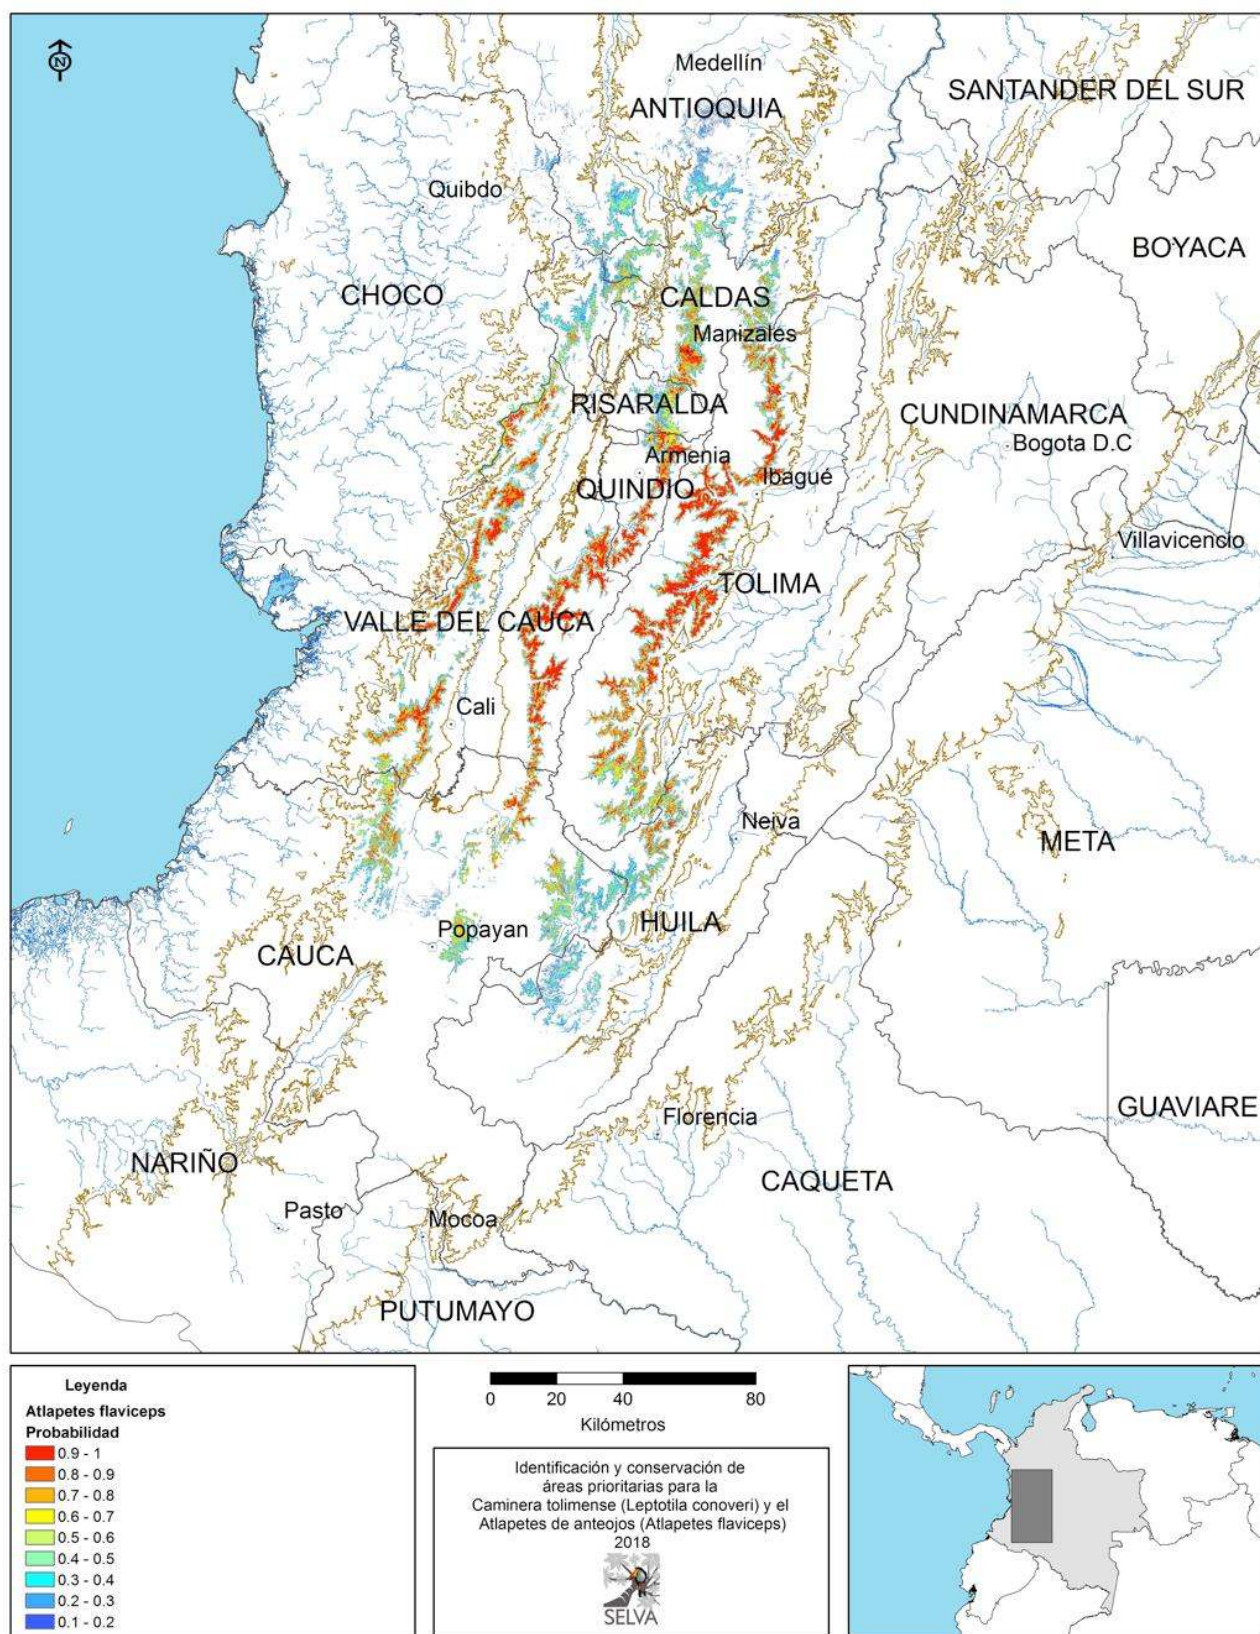 N
Medellín
SANTANDER DEL SUR
ANTIOQUIA
Quibdo
BOYACA
CHOCO
CALDAS
Manizales
RISARALDA
CUNDINAMARCA
Bogota D.C
Armenia
Ibagué
QUINDIO
Villavicencio
TOLIMA
VALLE DEL CAUCA
Cali
Neiva
META
Popayan
HUILA
CAUCA
GUAVIARE
Florencia
NARIÑO
CAQUETA
Pasto
Mocoa
PUTUMAYO
Leyenda
Atlapetes flaviceps
Probabilidad
0.9 - 1
0.8 - 0.9
0.7 - 0.8
0.6 - 0.7
0.5 - 0.6
0.4 - 0.5
0.3 - 0.4
0.2 - 0.3
0.1 - 0.2
0 20 40 80
Kilómetros
Identificación y conservación de
áreas prioritarias para la
Caminera tolimense (Leptotila conoveri) y el
Atlapetes de anteojos (Atlapetes flaviceps)
2018
SELVA